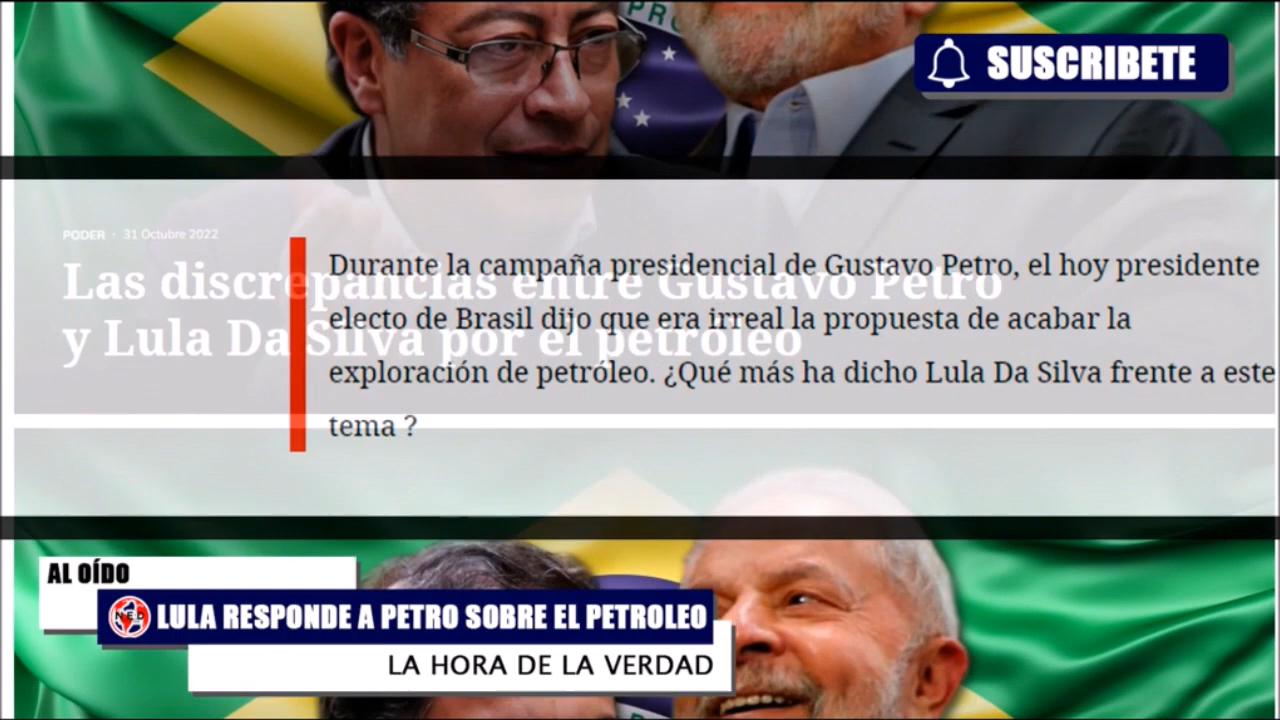 PRO
SUSCRIBETE
PODER · 31 Octubre 2022
Las discrepancias entre Gustavo Petro
y Lula Da Silva por el petróleo
Durante la campaña presidencial de Gustavo Petro, el hoy presidente
electo de Brasil dijo que era irreal la propuesta de acabar la
exploración de petróleo. ¿Qué más ha dicho Lula Da Silva frente a este
tema ?
AL OÍDO
LULA RESPONDE A PETRO SOBRE EL PETROLEO
LA HORA DE LA VERDAD